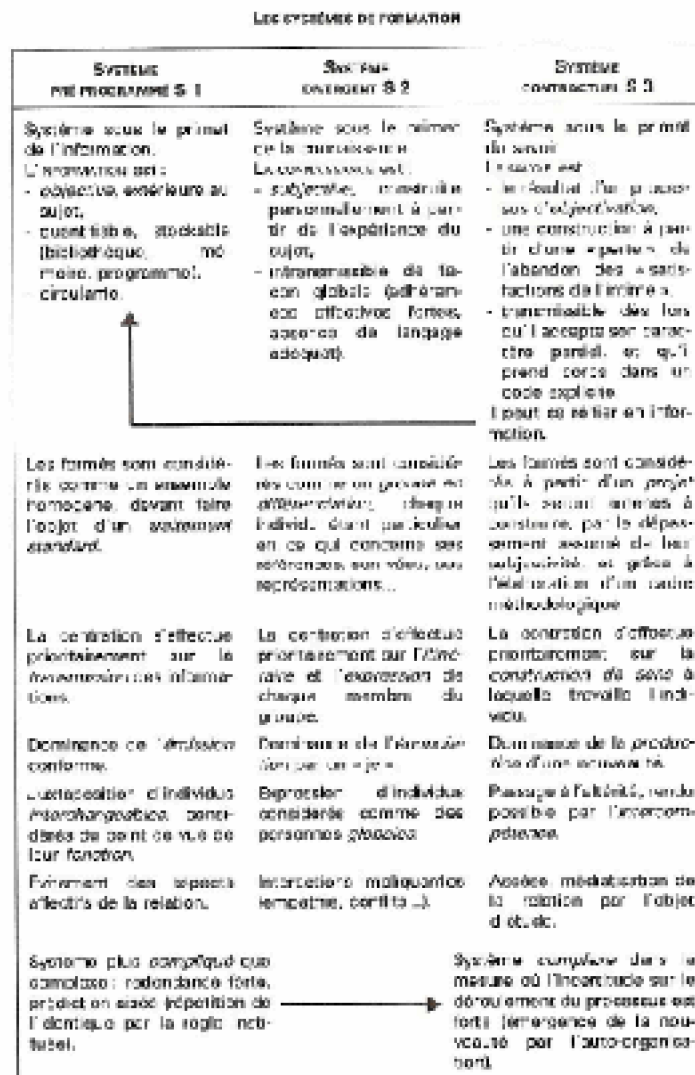 LES SYSTÈMES DE FORMATION
SYSTÈME
PRÉPROGRAMMÉ S 1
Système sous le primat
de l'information.
L'INFORMATION est :
- objective, extérieure au
sujet,
- quantifiable, stockable
(bibliothèque, mé-
moire, programme),
- circulante.
Les formés sont considé-
rés comme un ensemble
homogène, devant faire
l'objet d'un traitement
standard.
La centration s'effectue
prioritairement sur la
transmission des informa-
tions.
Dominance de l'émission
conforme.
Juxtaposition d'individus
interchangeables, consi-
dérés du point de vue de
leur fonction.
Évitement des aspects
affectifs de la relation.
Système plus compliqué que
complexe : redondance forte,
prédiction aisée (répétition de
l'identique par la règle insti-
tuée).
SYSTÈME
DIVERGENT S 2
Système sous le primat
de la connaissance
La CONNAISSANCE est :
- subjective, construite
personnellement à par-
tir de l'expérience du
sujet,
- intransmissible de fa-
çon globale (adhéren-
ces affectives fortes,
absence de langage
adéquat).
Les formés sont considé-
rés comme un groupe en
différenciation, chaque
individu étant particulier
en ce qui concerne ses
références, son vécu, ses
représentations...
La centration s'effectue
prioritairement sur l'itiné-
raire et l'expression de
chaque membre du
groupe.
Dominance de l'énoncia-
tion par un « je ».
Expression d'individus
considérés comme des
personnes globales.
Interactions impliquantes
(empathie, conflits...).
SYSTÈME
CONTRACTUEL S 3
Système sous le primat
du savoir
Le SAVOIR est :
- le résultat d'un proces-
sus d'objectivation,
- une construction à par-
tir d'une « perte », de
l'abandon des « satis-
factions de l'intime »,
- transmissible dès lors
qu'il accepte son carac-
tère partiel, et qu'il
prend corps dans un
code explicite.
Il peut se réifier en infor-
mation.
Les formés sont considé-
rés à partir d'un projet
qu'ils seront amenés à
construire, par le dépas-
sement assumé de leur
subjectivité, et grâce à
l'élaboration d'un cadre
méthodologique
La centration s'effectue
prioritairement sur la
construction de sens à
laquelle travaille l'indi-
vidu.
Dominance de la produc-
tion d'une nouveauté.
Passage à l'altérité, rendu
possible par l'intercom-
pétence.
Ascèse, médiatisation de
la relation par l'objet
d'étude.
Système complexe dans la
mesure où l'incertitude sur le
déroulement du processus est
forte (émergence de la nou-
veauté par l'auto-organisa-
tion).